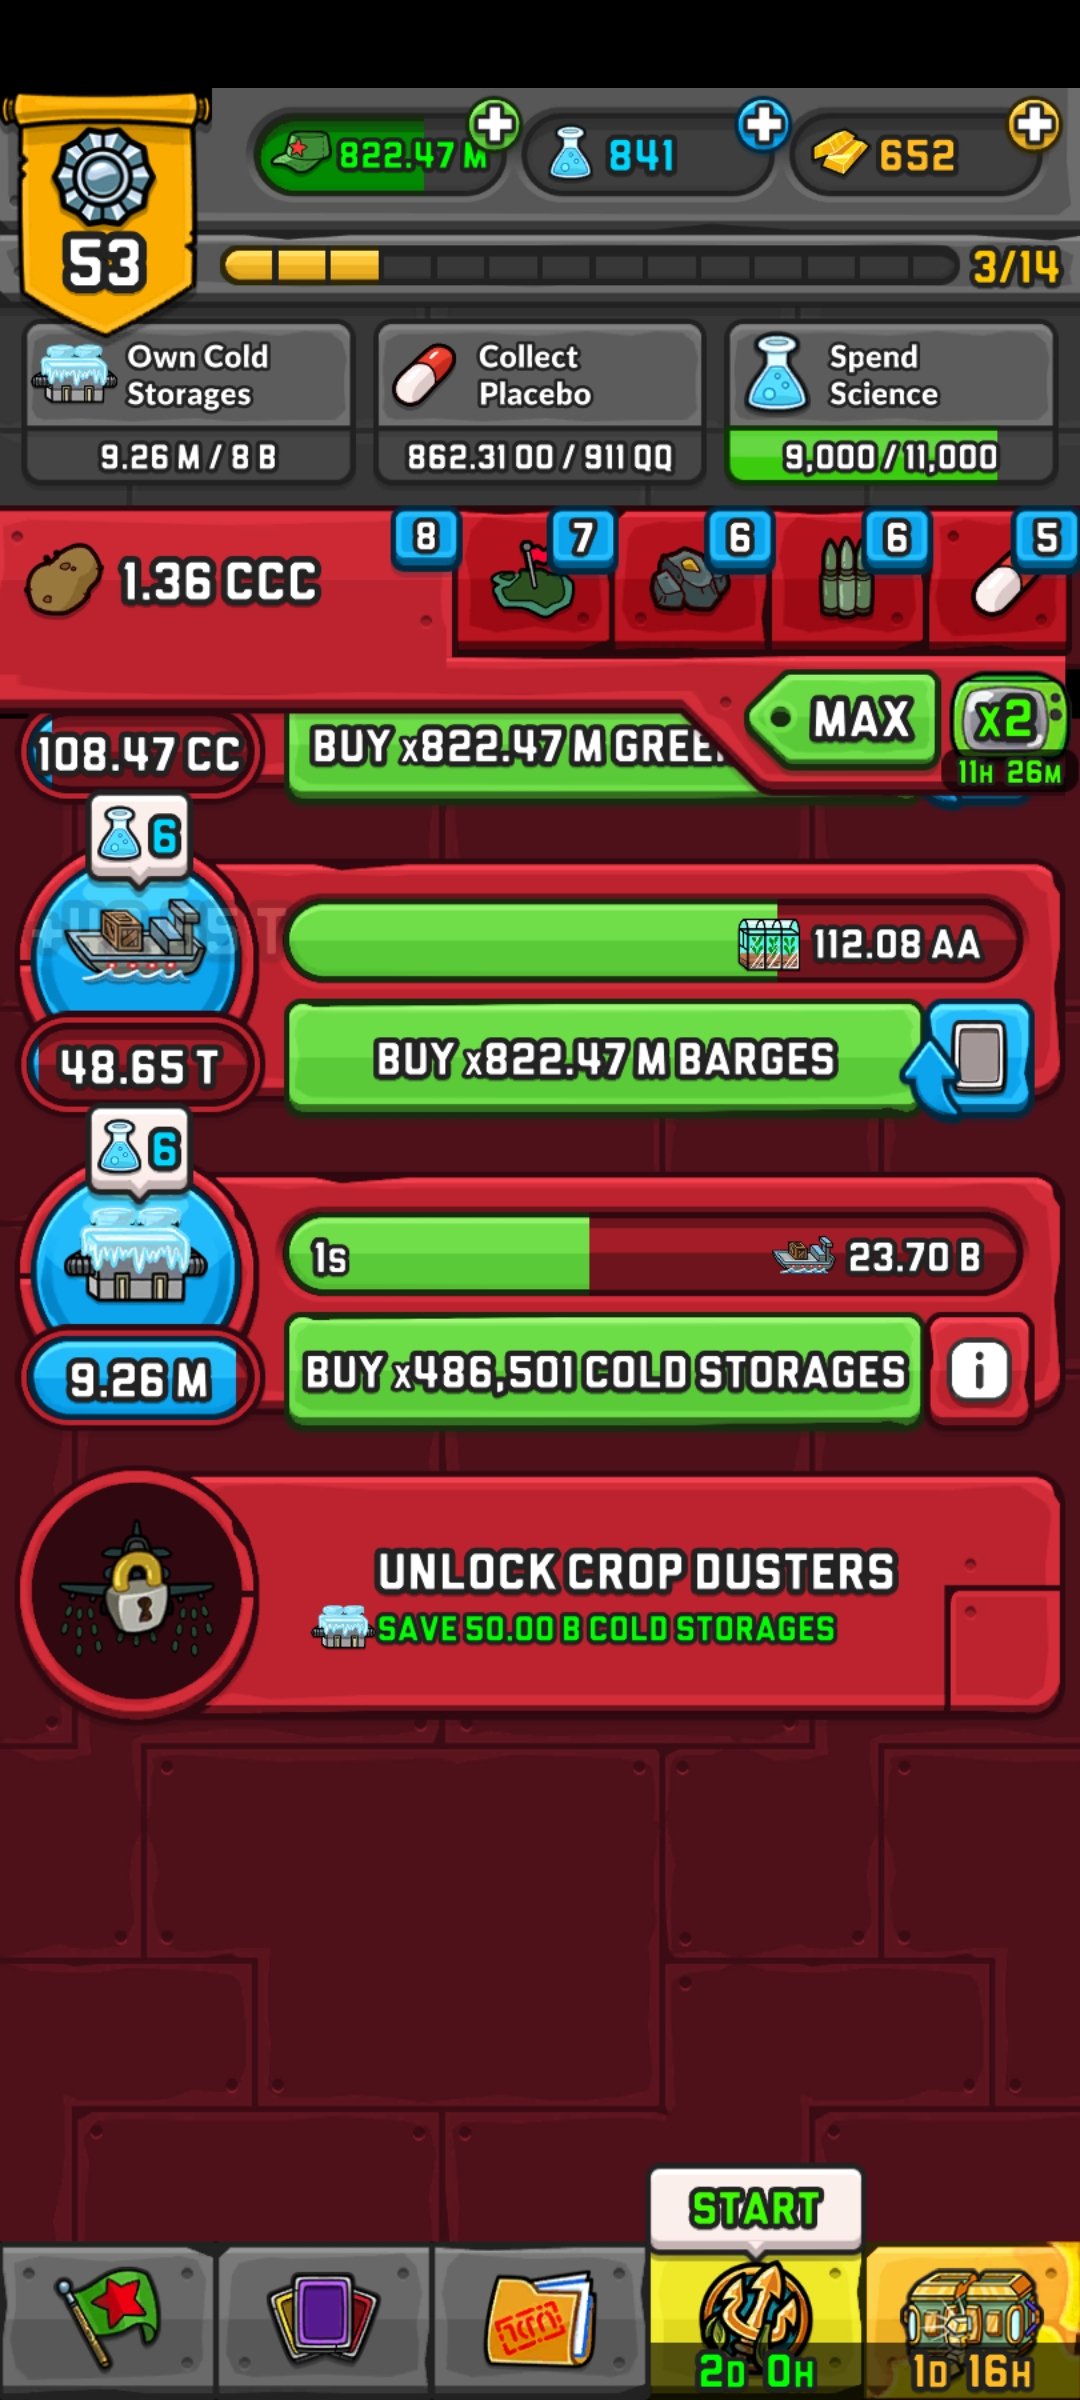 822.47 M
841
652
53
3/14
Own Cold
Storages
9.26 M / 8 B
Collect
Placebo
862.31 OO / 911 QQ
Spend
Science
9,000 / 11,000
1.36 CCC
8
7
6
6
5
MAX
x2
11H 26M
108.47 CC
BUY x822.47 M GREE
6
112.08 AA
48.65 T
BUY x822.47 M BARGES
6
1s
23.70 B
9.26 M
BUY x486,501 COLD STORAGES
i
UNLOCK CROP DUSTERS
SAVE 50.00 B COLD STORAGES
START
2D 0H
1D 16H